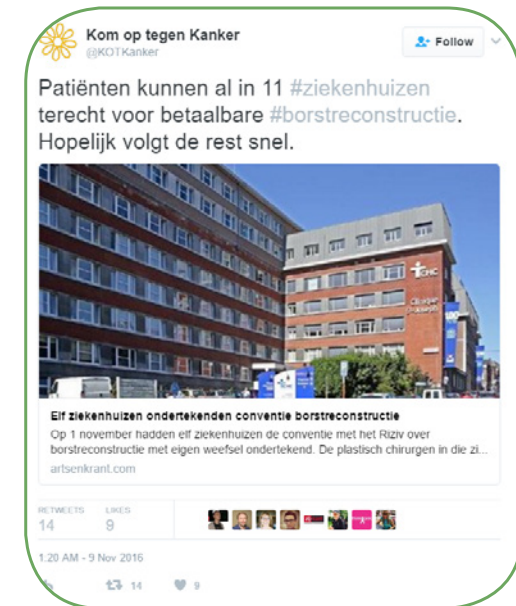 Kom op tegen Kanker
@KOTKanker
Follow
Patiënten kunnen al in 11 #ziekenhuizen
terecht voor betaalbare #borstreconstructie.
Hopelijk volgt de rest snel.
CHC
Elf ziekenhuizen ondertekenden conventie borstreconstructie
Op 1 november hadden elf ziekenhuizen de conventie met het Riziv over
borstreconstructie met eigen weefsel ondertekend. De plastisch chirurgen in die zi...
artsenkrant.com
RETWEETS LIKES
14 9
1:20 AM - 9 Nov 2016
14 9